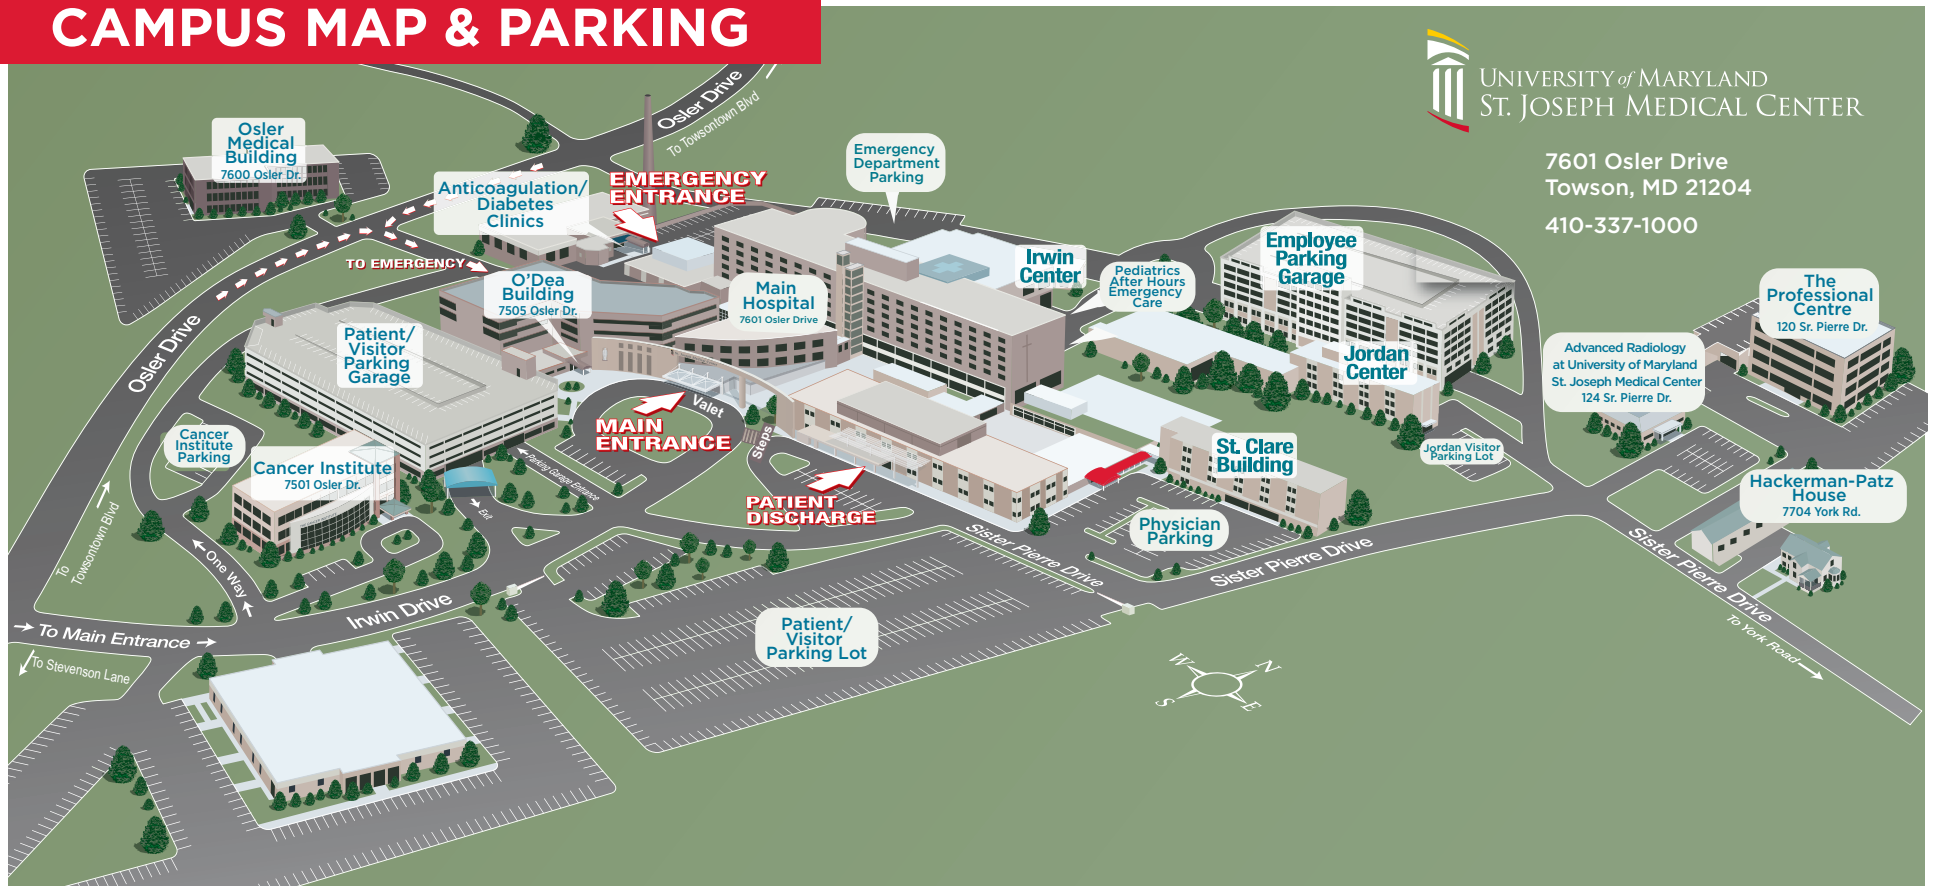 CAMPUS MAP & PARKING
UNIVERSITY of MARYLAND
ST. JOSEPH MEDICAL CENTER
7601 Osler Drive
Towson, MD 21204
410-337-1000
Osler Drive
To Towsontown Blvd
Osler
Medical
Building
7600 Osler Dr.
Anticoagulation/
Diabetes
Clinics
EMERGENCY
ENTRANCE
Emergency
Department
Parking
TO EMERGENCY
O'Dea
Building
7505 Osler Dr.
Main
Hospital
7601 Osler Drive
Irwin
Center
Pediatrics
After Hours
Emergency
Care
Employee
Parking
Garage
The
Professional
Centre
120 Sr. Pierre Dr.
Osler Drive
Patient/
Visitor
Parking
Garage
Jordan
Center
Advanced Radiology
at University of Maryland
St. Joseph Medical Center
124 Sr. Pierre Dr.
Valet
MAIN
ENTRANCE
Steps
Cancer
Institute
Parking
Cancer Institute
7501 Osler Dr.
Parking Garage Entrance
Exit
St. Clare
Building
Jordan Visitor
Parking Lot
PATIENT
DISCHARGE
Physician
Parking
Hackerman-Patz
House
7704 York Rd.
To
Towsontown Blvd
One Way
Sister Pierre Drive
Sister Pierre Drive
Sister Pierre Drive
To York Road
Irwin Drive
To Main Entrance
To Stevenson Lane
Patient/
Visitor
Parking Lot
W
N
S
E